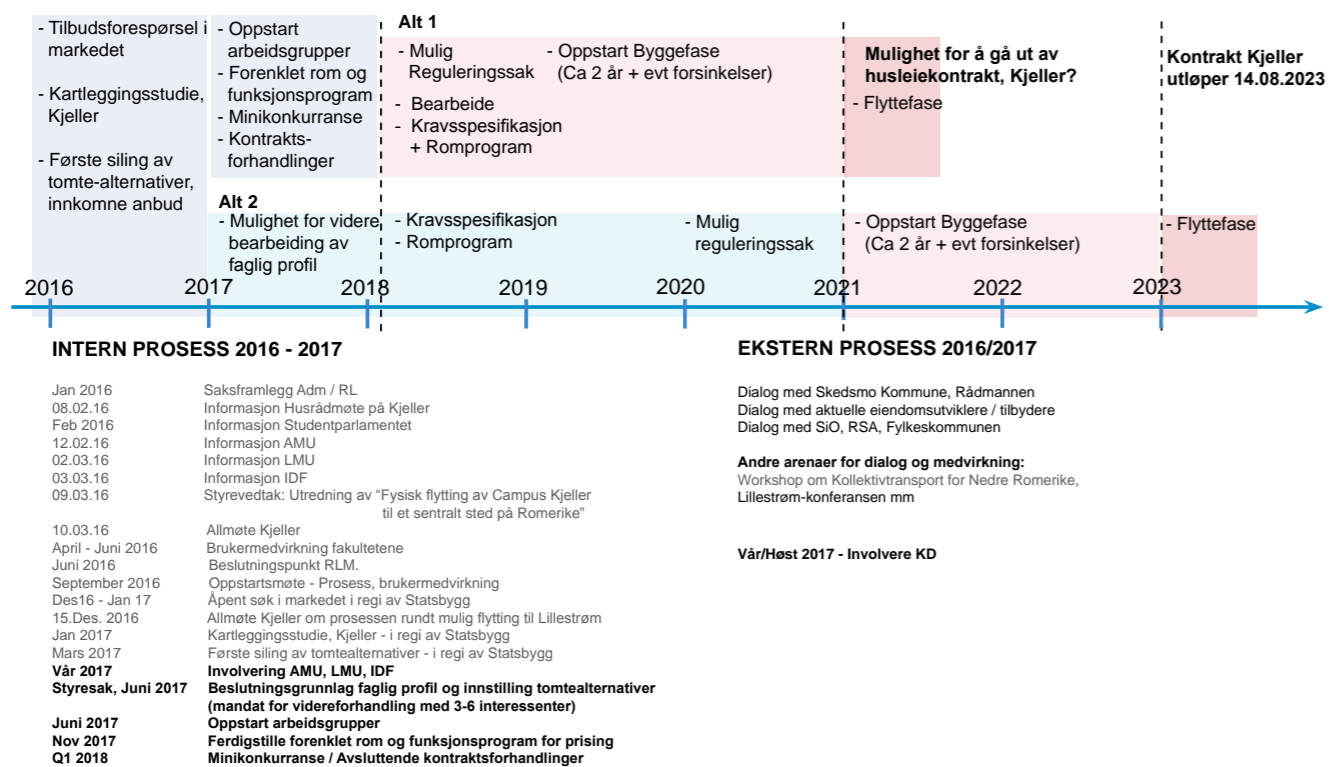 - Tilbudsforespørsel i
markedet
- Kartleggingsstudie,
Kjeller
- Første siling av
tomte-alternativer,
innkomne anbud
- Oppstart
arbeidsgrupper
- Forenklet rom og
funksjonsprogram
- Minikonkurranse
- Kontrakts-
forhandlinger
Alt 1
- Mulig
Reguleringssak
- Bearbeide
- Kravsspesifikasjon
+ Romprogram
- Oppstart Byggefase
(Ca 2 år + evt forsinkelser)
Mulighet for å gå ut av
husleiekontrakt, Kjeller?
- Flyttefase
Kontrakt Kjeller
utløper 14.08.2023
Alt 2
- Mulighet for videre
bearbeiding av
faglig profil
- Kravsspesifikasjon
- Romprogram
- Mulig
reguleringssak
- Oppstart Byggefase
(Ca 2 år + evt forsinkelser)
- Flyttefase
2016 2017 2018 2019 2020 2021 2022 2023
INTERN PROSESS 2016 - 2017
Jan 2016 Saksframlegg Adm / RL
08.02.16 Informasjon Husrådmøte på Kjeller
Feb 2016 Informasjon Studentparlamentet
12.02.16 Informasjon AMU
02.03.16 Informasjon LMU
03.03.16 Informasjon IDF
09.03.16 Styrevedtak: Utredning av “Fysisk flytting av Campus Kjeller
til et sentralt sted på Romerike”
10.03.16 Allmøte Kjeller
April - Juni 2016 Brukermedvirkning fakultetene
Juni 2016 Beslutningspunkt RLM.
September 2016 Oppstartsmøte - Prosess, brukermedvirkning
Des16 - Jan 17 Åpent søk i markedet i regi av Statsbygg
15.Des. 2016 Allmøte Kjeller om prosessen rundt mulig flytting til Lillestrøm
Jan 2017 Kartleggingsstudie, Kjeller - i regi av Statsbygg
Mars 2017 Første siling av tomtealternativer - i regi av Statsbygg
Vår 2017 Involvering AMU, LMU, IDF
Styresak, Juni 2017 Beslutningsgrunnlag faglig profil og innstilling tomtealternativer
(mandat for videreforhandling med 3-6 interessenter)
Juni 2017 Oppstart arbeidsgrupper
Nov 2017 Ferdigstille forenklet rom og funksjonsprogram for prising
Q1 2018 Minikonkurranse / Avsluttende kontraktsforhandlinger
EKSTERN PROSESS 2016/2017
Dialog med Skedsmo Kommune, Rådmannen
Dialog med aktuelle eiendomsutviklere / tilbydere
Dialog med SiO, RSA, Fylkeskommunen
Andre arenaer for dialog og medvirkning:
Workshop om Kollektivtransport for Nedre Romerike,
Lillestrøm-konferansen mm
Vår/Høst 2017 - Involvere KD